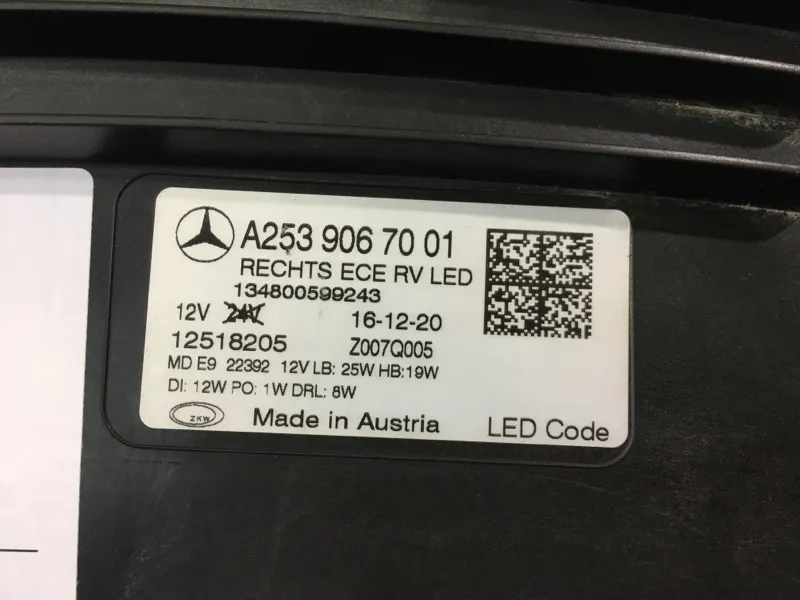 A253 906 70 01
RECHTS ECE RV LED
134800599243
12V 24V 16-12-20
12518205 Z007Q005
MD E9 22392 12V LB: 25W HB:19W
DI: 12W PO: 1W DRL: 8W
ZKW Made in Austria LED Code